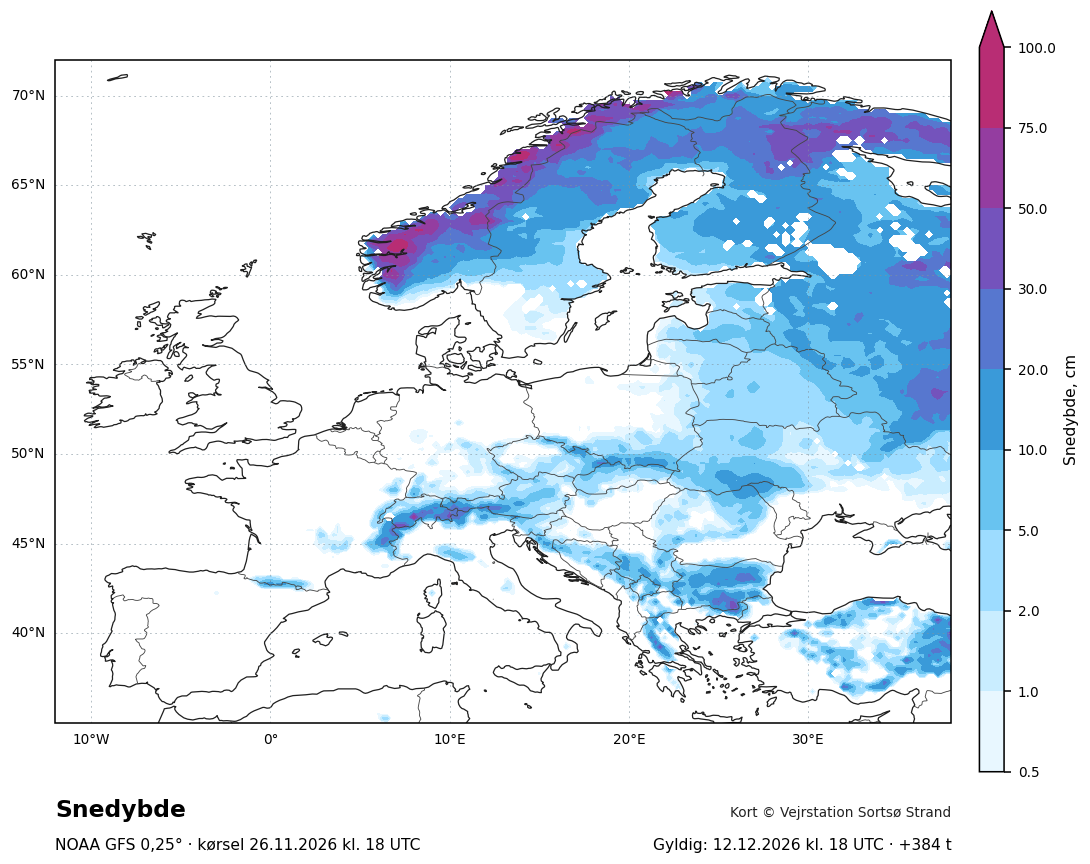 100.0
75.0
50.0
30.0
20.0
10.0
5.0
2.0
1.0
0.5
Snedybde, cm
70°N
65°N
60°N
55°N
50°N
45°N
40°N
10°W 0° 10°E 20°E 30°E
Snedybde
Kort © Vejrstation Sortsø Strand
NOAA GFS 0,25° · kørsel 26.11.2026 kl. 18 UTC
Gyldig: 12.12.2026 kl. 18 UTC · +384 t